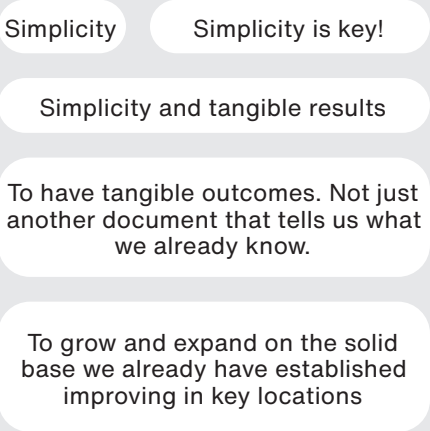 Simplicity
Simplicity is key!
Simplicity and tangible results
To have tangible outcomes. Not just
another document that tells us what
we already know.
To grow and expand on the solid
base we already have established
improving in key locations